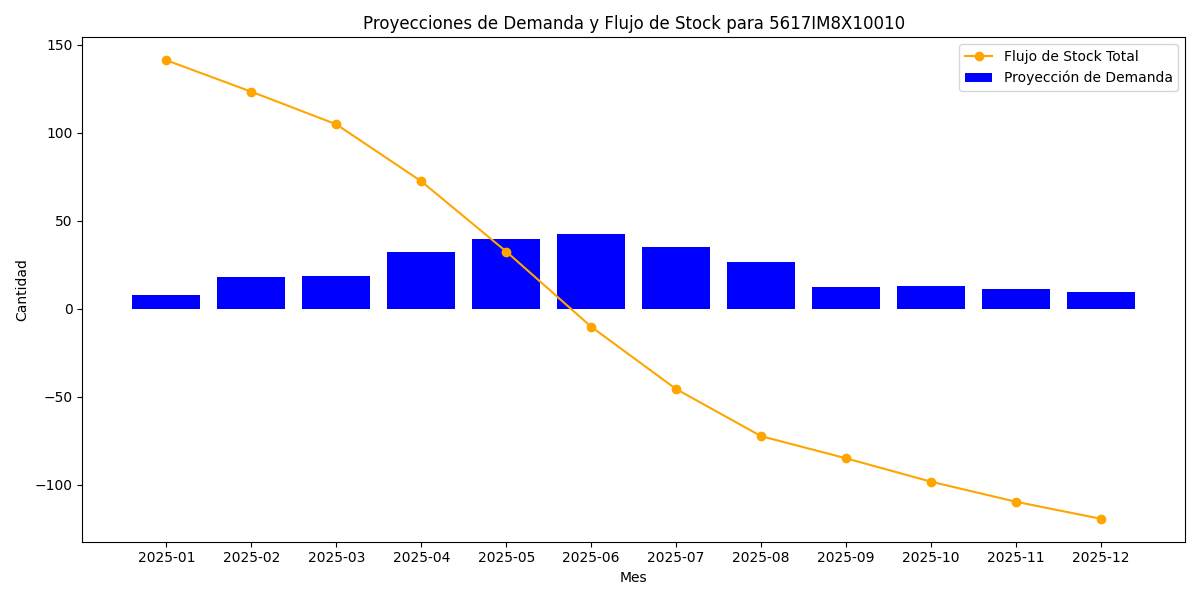 Proyecciones de Demanda y Flujo de Stock para 5617IM8X10010
Flujo de Stock Total
Proyección de Demanda
Cantidad
150
100
50
0
−50
−100
2025-01 2025-02 2025-03 2025-04 2025-05 2025-06 2025-07 2025-08 2025-09 2025-10 2025-11 2025-12
Mes